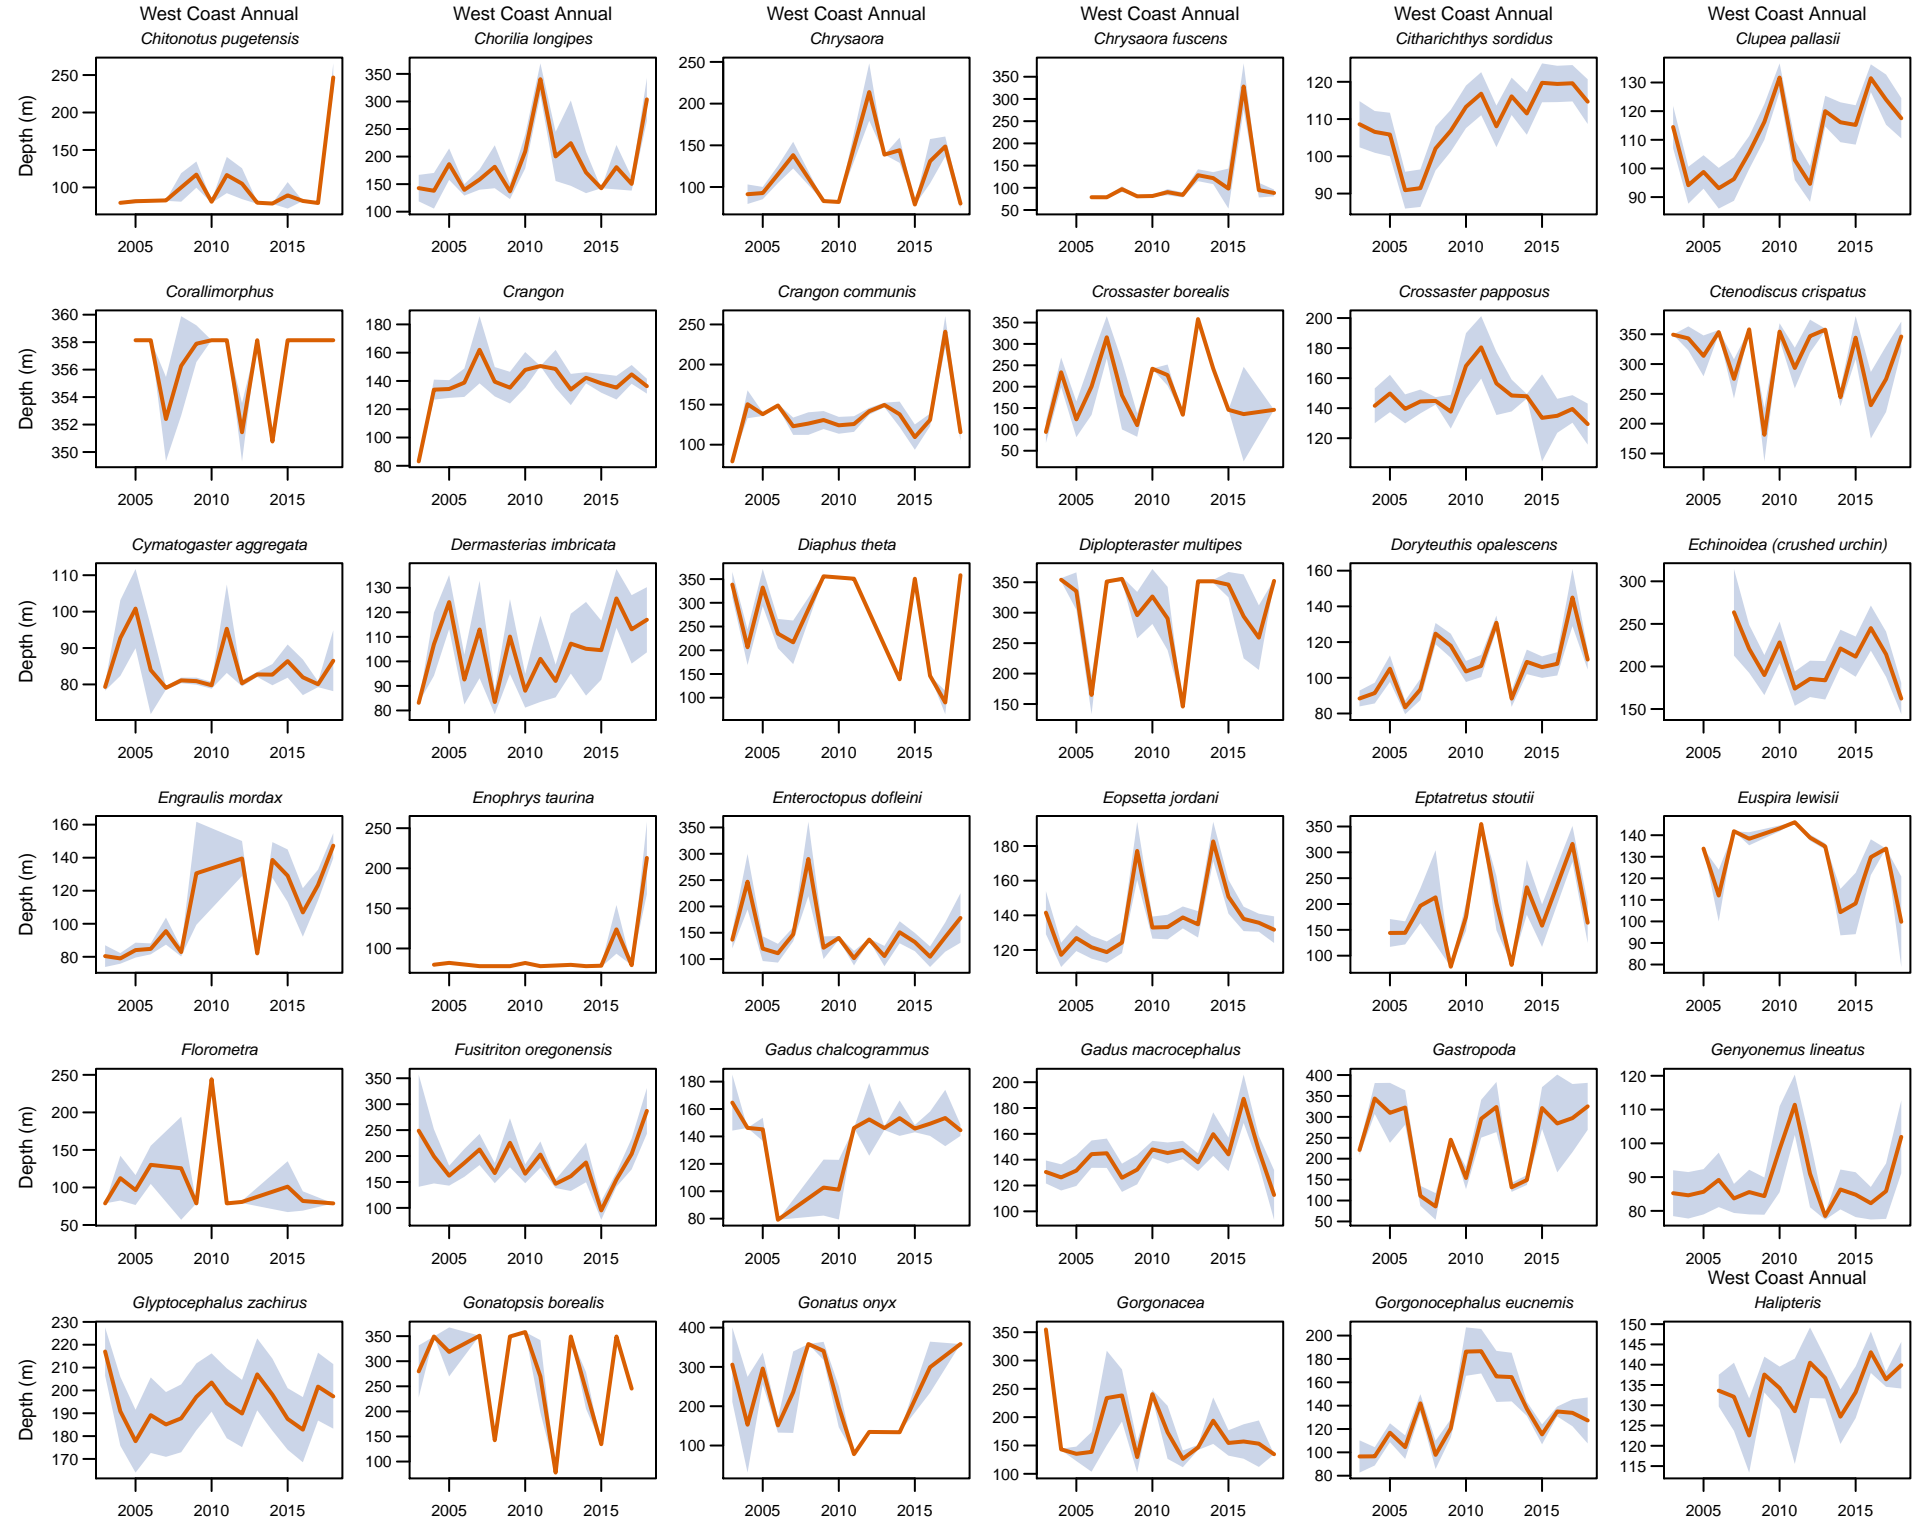 West Coast Annual West Coast Annual West Coast Annual West Coast Annual West Coast Annual West Coast Annual
Chitonotus pugetensis Chorilia longipes Chrysaora Chrysaora fuscens Citharichthys sordidus Clupea pallasii
Depth (m)
250 200 150 100
350 300 250 200 150 100
250 200 150 100
350 300 250 200 150 100 50
120 110 100 90
130 120 110 100 90
2005 2010 2015 2005 2010 2015 2005 2010 2015 2005 2010 2015 2005 2010 2015 2005 2010 2015
Corallimorphus Crangon Crangon communis Crossaster borealis Crossaster papposus Ctenodiscus crispatus
Depth (m)
360 358 356 354 352 350
180 160 140 120 100 80
250 200 150 100
350 300 250 200 150 100 50
200 180 160 140 120
350 300 250 200 150
2005 2010 2015 2005 2010 2015 2005 2010 2015 2005 2010 2015 2005 2010 2015 2005 2010 2015
Cymatogaster aggregata Dermasterias imbricata Diaphus theta Diplopteraster multipes Doryteuthis opalescens Echinoidea (crushed urchin)
Depth (m)
110 100 90 80
130 120 110 100 90 80
350 300 250 200 150 100
350 300 250 200 150
160 140 120 100 80
300 250 200 150
2005 2010 2015 2005 2010 2015 2005 2010 2015 2005 2010 2015 2005 2010 2015 2005 2010 2015
Engraulis mordax Enophrys taurina Enteroctopus dofleini Eopsetta jordani Eptatretus stoutii Euspira lewisii
Depth (m)
160 140 120 100 80
250 200 150 100
350 300 250 200 150 100
180 160 140 120
350 300 250 200 150 100
140 130 120 110 100 90 80
2005 2010 2015 2005 2010 2015 2005 2010 2015 2005 2010 2015 2005 2010 2015 2005 2010 2015
Florometra Fusitriton oregonensis Gadus chalcogrammus Gadus macrocephalus Gastropoda Genyonemus lineatus
Depth (m)
250 200 150 100 50
350 300 250 200 150 100
180 160 140 120 100 80
200 180 160 140 120 100
400 350 300 250 200 150 100 50
120 110 100 90 80
2005 2010 2015 2005 2010 2015 2005 2010 2015 2005 2010 2015 2005 2010 2015 2005 2010 2015
West Coast Annual
Glyptocephalus zachirus Gonatopsis borealis Gonatus onyx Gorgonacea Gorgonocephalus eucnemis Halipteris
Depth (m)
230 220 210 200 190 180 170
350 300 250 200 150 100
400 300 200 100
350 300 250 200 150 100
200 180 160 140 120 100 80
150 145 140 135 130 125 120 115
2005 2010 2015 2005 2010 2015 2005 2010 2015 2005 2010 2015 2005 2010 2015 2005 2010 2015